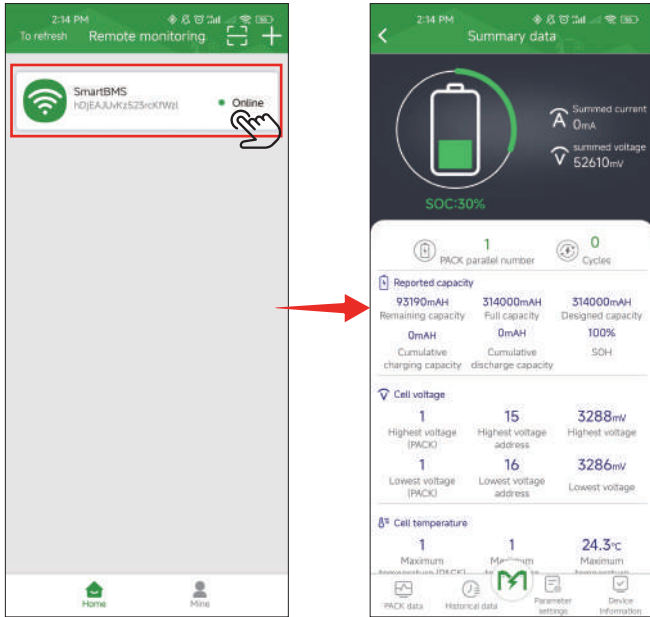 2:14 PM
To refresh Remote monitoring
SmartBMS
Online
2:14 PM
Summary data
Summed current
0mA
summed voltage
52610mV
SOC:30%
1
PACK parallel number
0
Cycles
Reported capacity
93190mAH 314000mAH 314000mAH
Remaining capacity Full capacity Designed capacity
0mAH 0mAH 100%
Cumulative Cumulative SOH
charging capacity discharge capacity
Cell voltage
1 15 3288mV
Highest voltage Highest voltage Highest voltage
(PACK) address
1 16 3286mV
Lowest voltage Lowest voltage Lowest voltage
(PACK) address
Cell temperature
1 1 24.3℃
Maximum Maximum Maximum
Home Mine
PACK data Historical data Parameter settings Device Information